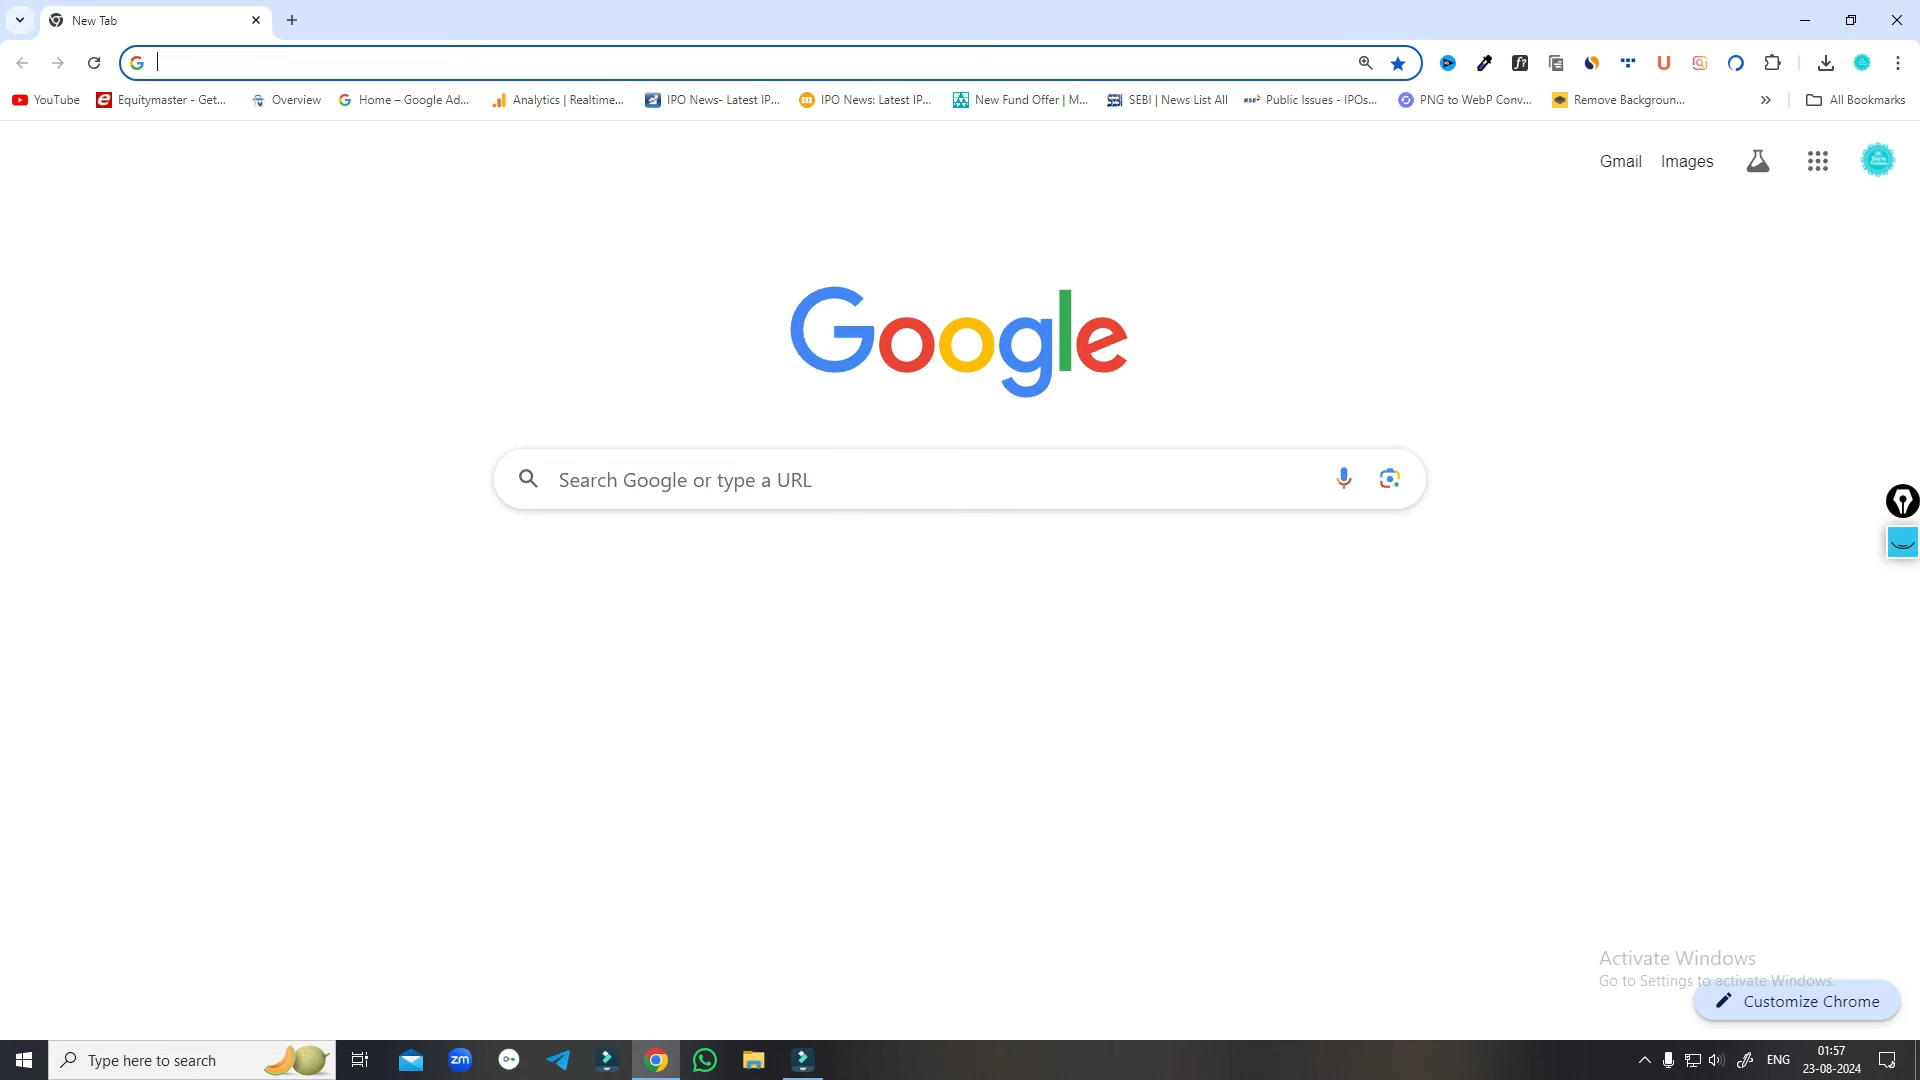 New Tab
YouTube Equitymaster - Get... Overview Home – Google Ad... Analytics | Realtime... IPO News- Latest IP... IPO News: Latest IP... New Fund Offer | M... SEBI | News List All Public Issues - IPOs... PNG to WebP Conv... Remove Backgroun... » All Bookmarks
Gmail Images
Google
Search Google or type a URL
Activate Windows
Go to Settings to activate Windows.
Customize Chrome
Type here to search zm ENG 01:57
23-08-2024